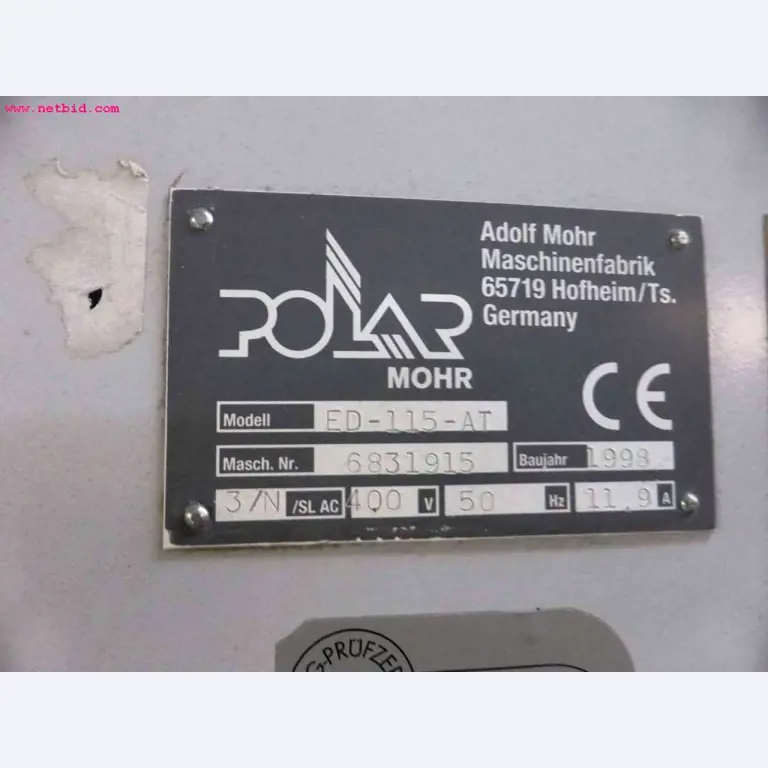 www.netbid.com
POLAR
MOHR
Adolf Mohr
Maschinenfabrik
65719 Hofheim/Ts.
Germany
CE
Modell ED-115-AT
Masch. Nr. 6831915 Baujahr 1998
3/N /SL AC 400 V 50 Hz 11.9 A